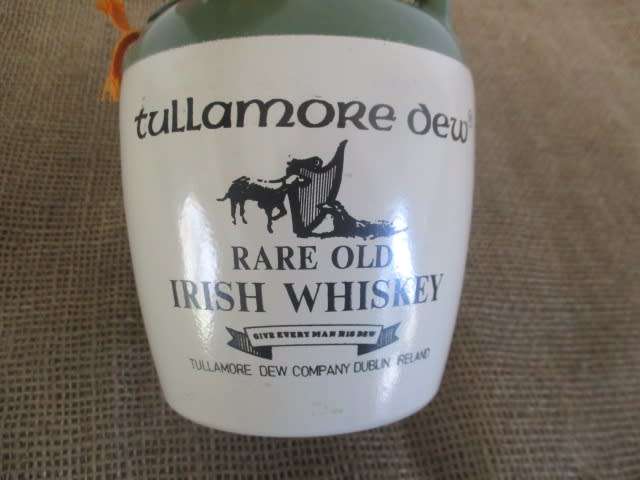 tullamore dew®
RARE OLD
IRISH WHISKEY
GIVE EVERY MAN HIS DEW
TULLAMORE DEW COMPANY DUBLIN IRELAND